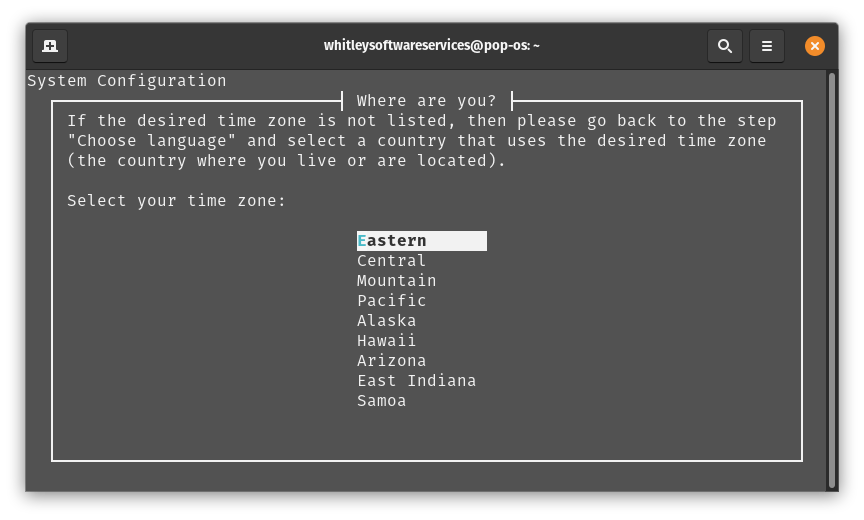 whitleysoftwareservices@pop-os: ~
System Configuration
Where are you?
If the desired time zone is not listed, then please go back to the step
"Choose language" and select a country that uses the desired time zone
(the country where you live or are located).
Select your time zone:
Eastern
Central
Mountain
Pacific
Alaska
Hawaii
Arizona
East Indiana
Samoa